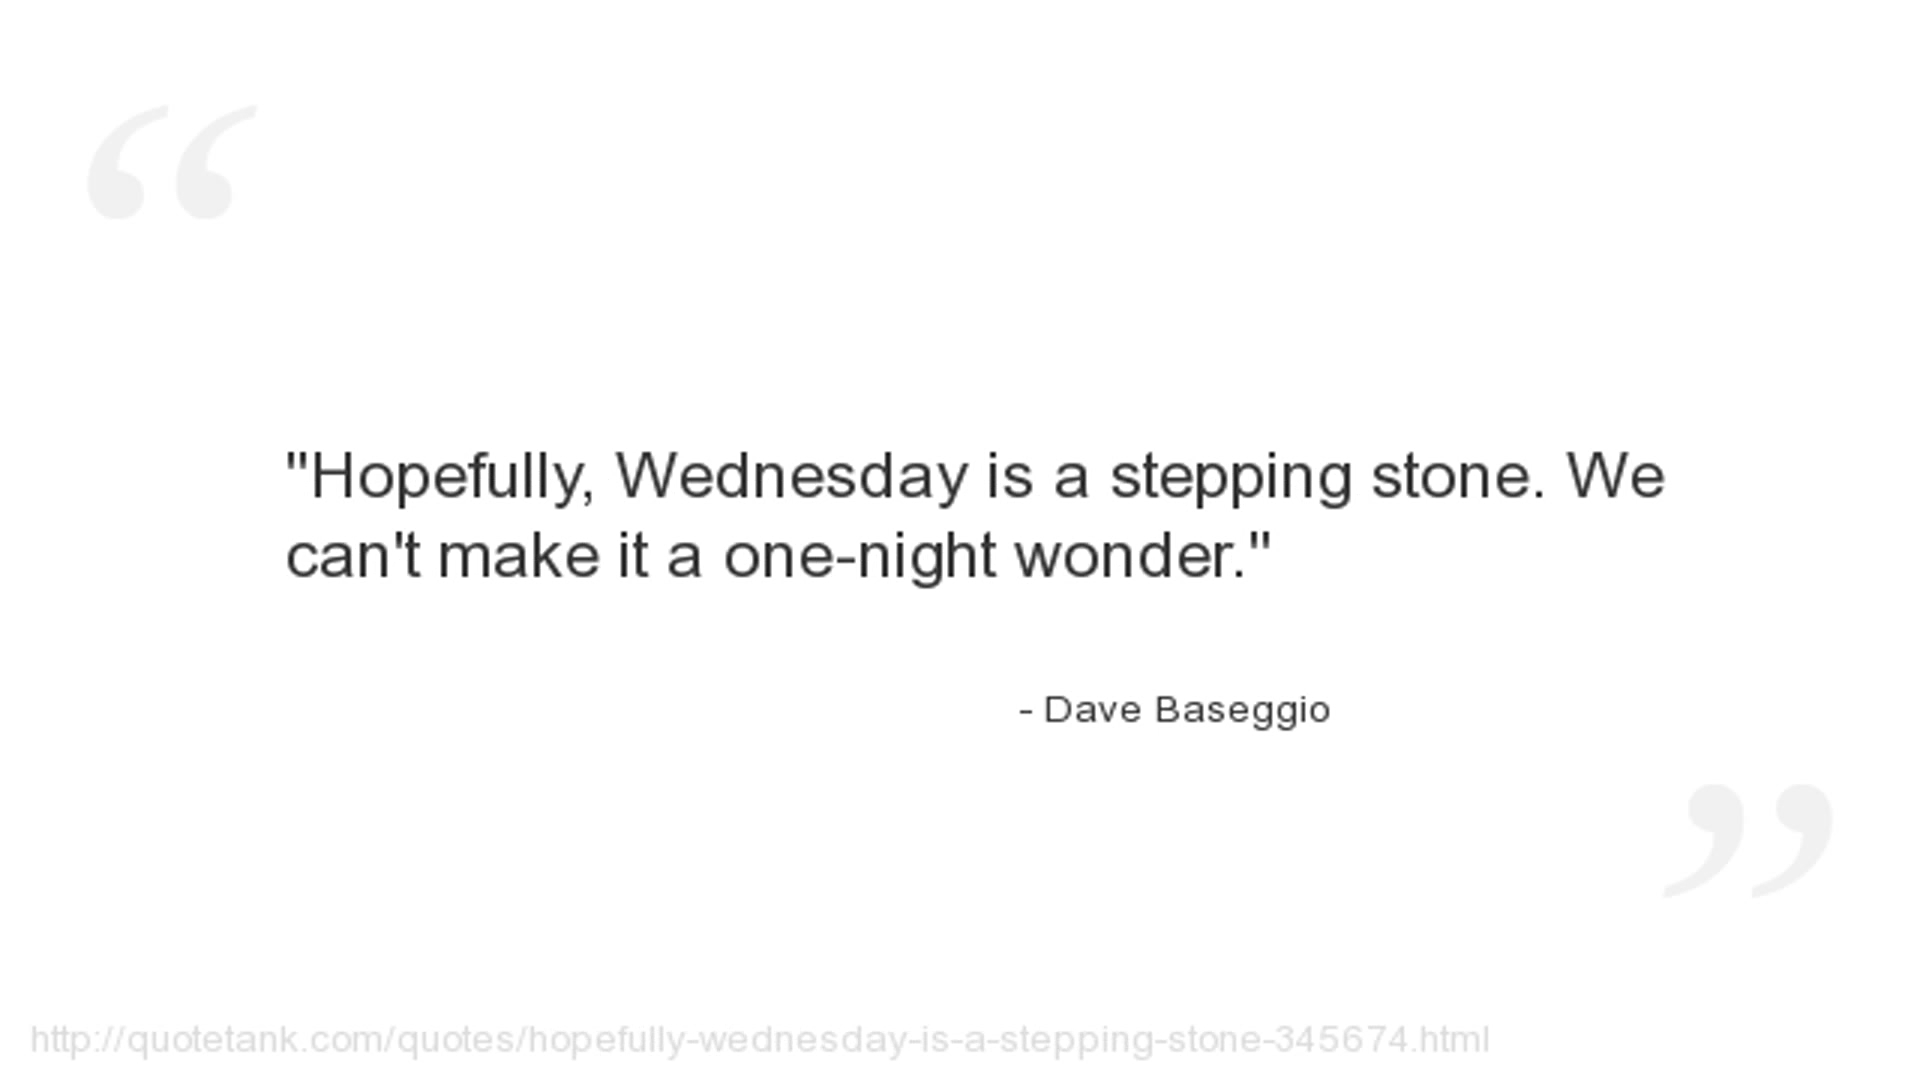 "Hopefully, Wednesday is a stepping stone. We
can't make it a one-night wonder."
- Dave Baseggio
http://quotetank.com/quotes/hopefully-wednesday-is-a-stepping-stone-345674.html